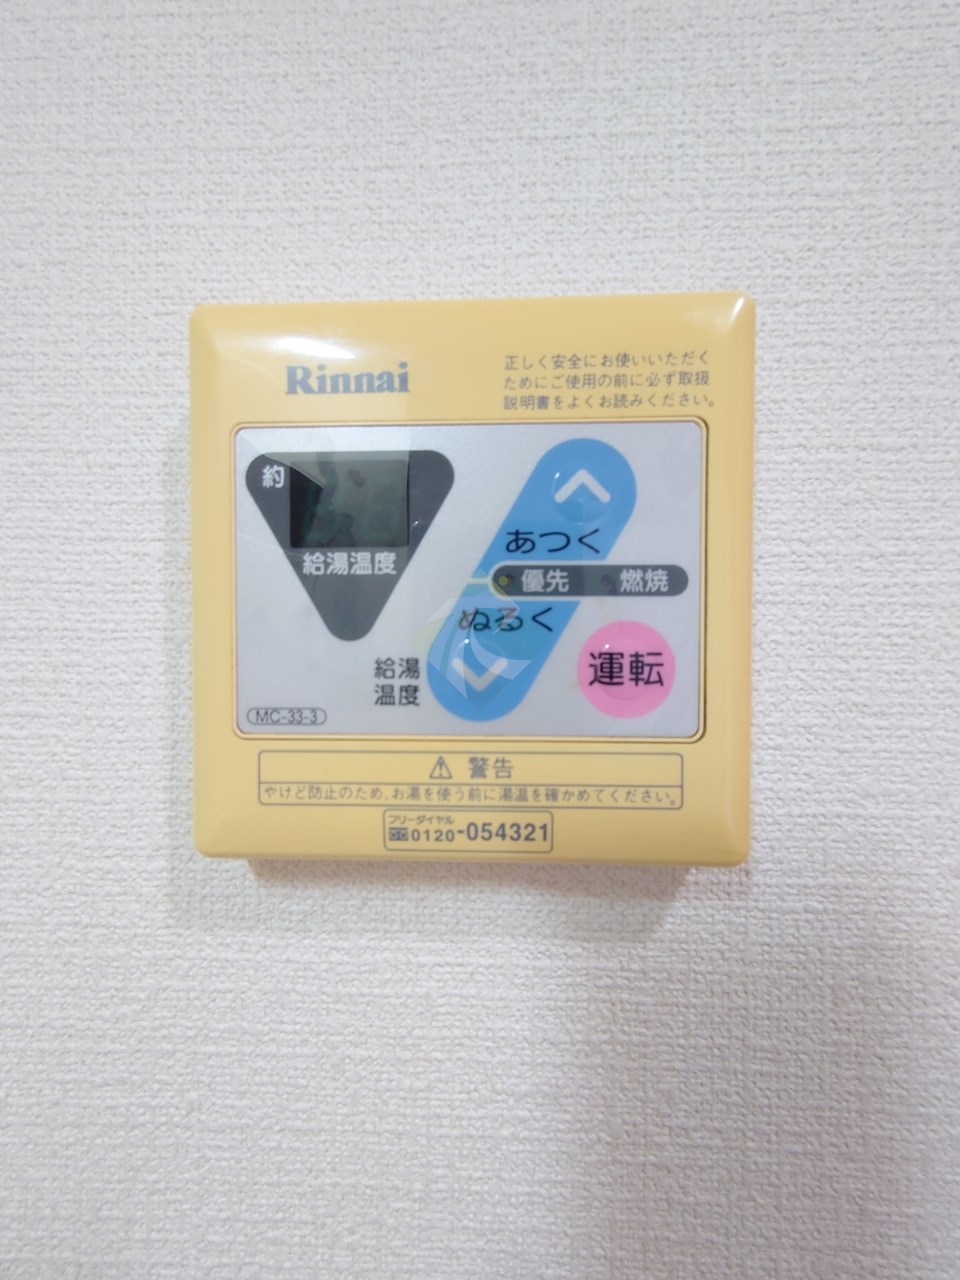 Rinnai
正しく安全にお使いいただく
ためにご使用の前に必ず取扱
説明書をよくお読みください。
約
給湯温度
あつく
優先 燃焼
ぬるく
給湯
温度
運転
MC-33-3
警告
やけど防止のため、お湯を使う前に湯温を確かめてください。
フリーダイヤル
0120-054321